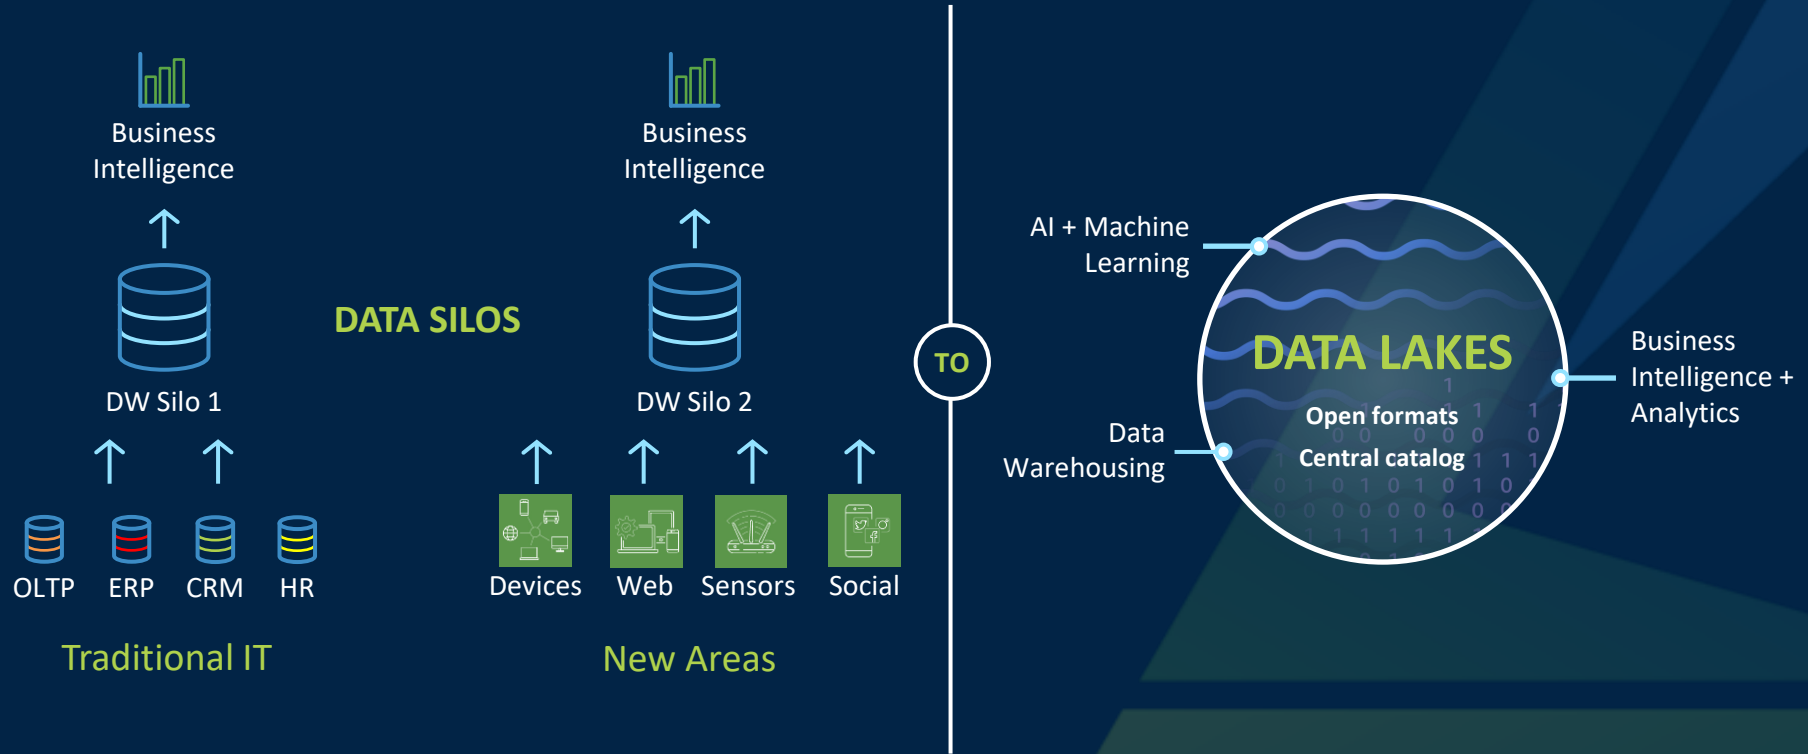 Business
Intelligence
DW Silo 1
OLTP
ERP
CRM
HR
Traditional IT
DATA SILOS
Business
Intelligence
DW Silo 2
Devices
Web
Sensors
Social
New Areas
TO
AI + Machine
Learning
Data
Warehousing
DATA LAKES
Open formats
Central catalog
Business
Intelligence +
Analytics